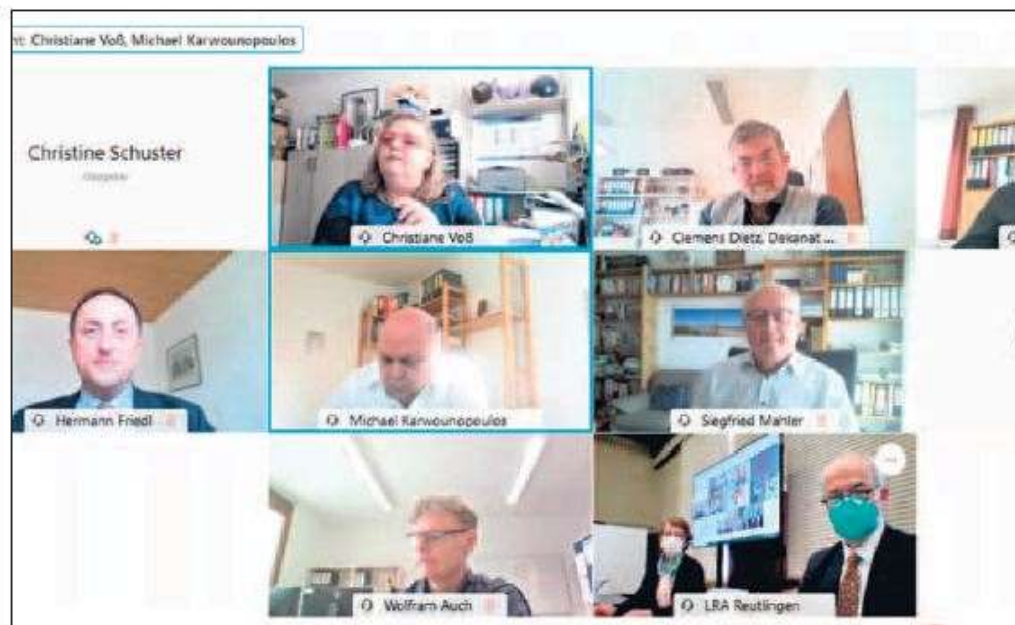 nt: Christiane Voß, Michael Karwounopoulos
Christine Schuster
Christiane Voß
Clemens Dietz, Dekanat ...
Hermann Friedl
Michael Karwounopoulos
Siegfried Mahler
Wolfram Auch
LRA Reutlingen